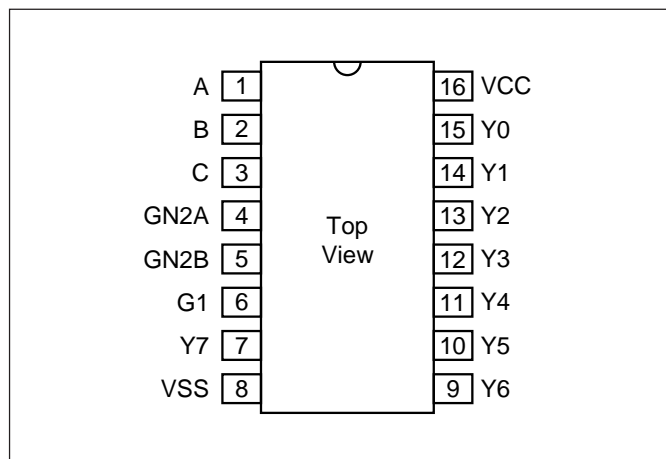 A 1 16 VCC
B 2 15 Y0
C 3 14 Y1
GN2A 4 13 Y2
Top
View
GN2B 5 12 Y3
G1 6 11 Y4
Y7 7 10 Y5
VSS 8 9 Y6